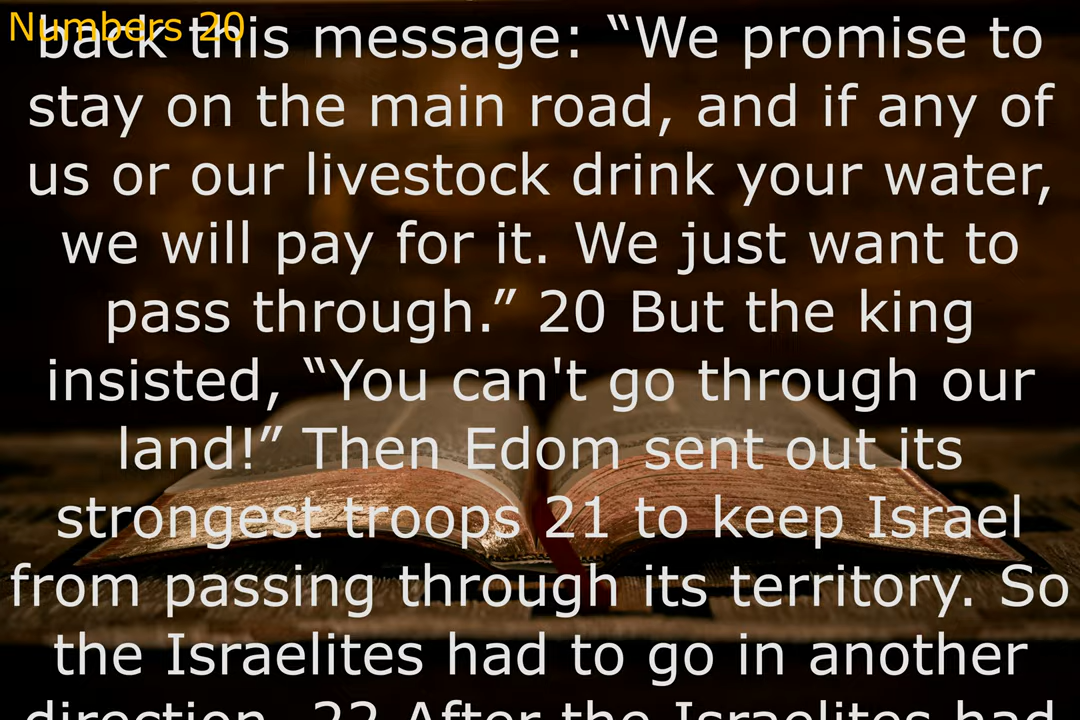 Numbers 20
back this message: “We promise to
stay on the main road, and if any of
us or our livestock drink your water,
we will pay for it. We just want to
pass through.” 20 But the king
insisted, “You can't go through our
land!” Then Edom sent out its
strongest troops 21 to keep Israel
from passing through its territory. So
the Israelites had to go in another
direction. 22 After the Israelites had